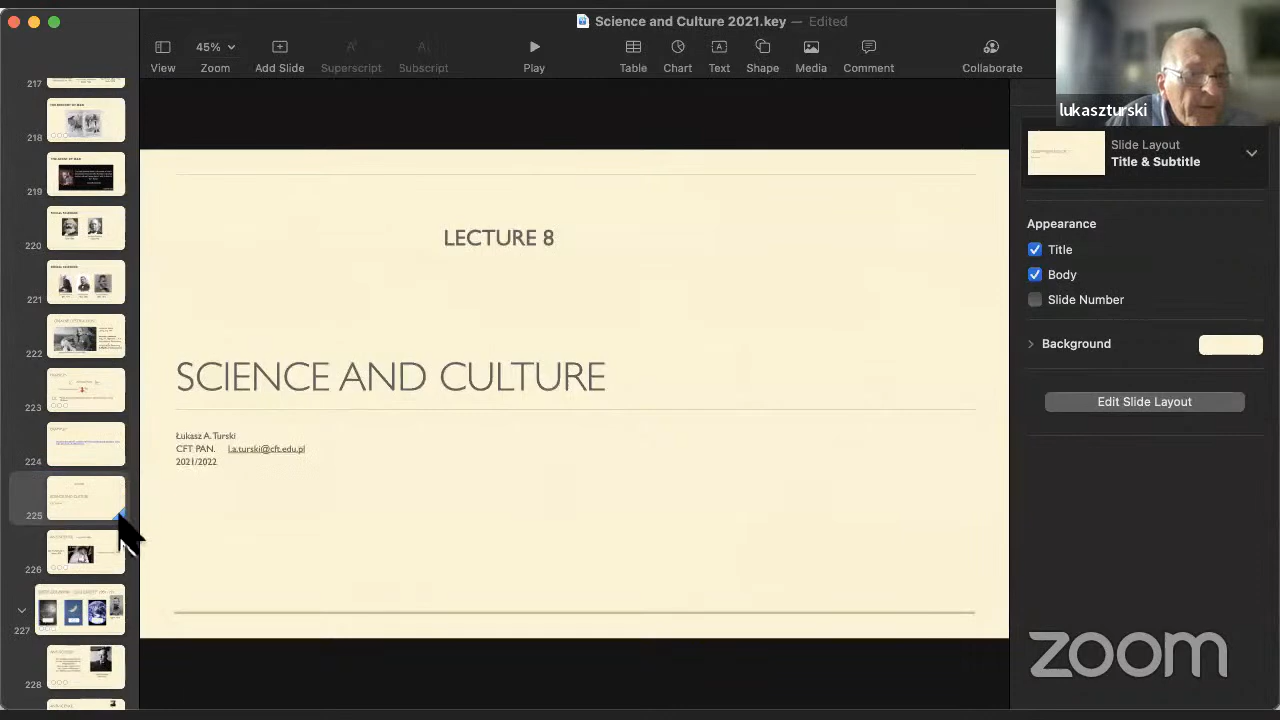 Science and Culture 2021.key — Edited
45%
View
Zoom
Add Slide
Superscript
Subscript
Play
Table
Chart
Text
Shape
Media
Comment
Collaborate
lukaszturski
217
218
219
220
221
222
223
224
225
226
227
228
LECTURE 8
SCIENCE AND CULTURE
Łukasz A. Turski
CFT PAN. l.a.turski@cft.edu.pl
2021/2022
Slide Layout
Title & Subtitle
Appearance
Title
Body
Slide Number
Background
Edit Slide Layout
zoom